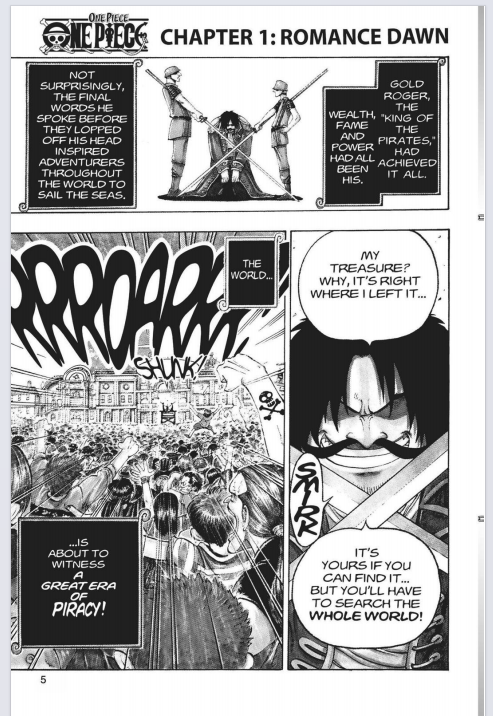 ONE PIECE
ONE PIECE
CHAPTER 1: ROMANCE DAWN
GOLD
ROGER,
THE
"KING OF
THE
PIRATES,"
HAD
ACHIEVED
IT ALL.
WEALTH,
FAME
AND
POWER
HAD ALL
BEEN
HIS.
NOT
SURPRISINGLY,
THE FINAL
WORDS HE
SPOKE BEFORE
THEY LOPPED
OFF HIS HEAD
INSPIRED
ADVENTURERS
THROUGHOUT
THE WORLD TO
SAIL THE SEAS.
MY
TREASURE?
WHY, IT'S RIGHT
WHERE I LEFT IT...
SMIRK
IT'S
YOURS IF YOU
CAN FIND IT...
BUT YOU'LL HAVE
TO SEARCH THE
WHOLE WORLD!
THE
WORLD...
RRROARRR
SHUNK!
...IS
ABOUT TO
WITNESS
A
GREAT ERA
OF
PIRACY!
5